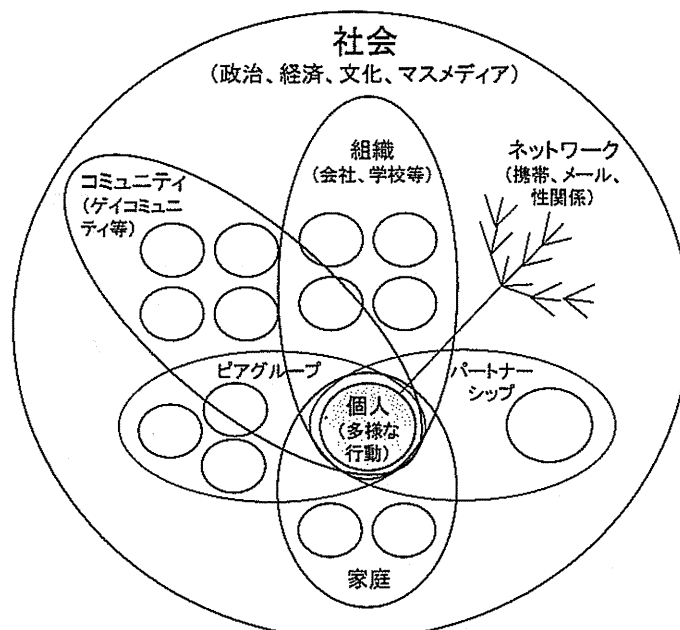 社会
(政治、経済、文化、マスメディア)
組織
(会社、学校等)
ネットワーク
(携帯、メール、
性関係)
コミュニティ
(ゲイコミュニ
ティ等)
ピアグループ
パートナー
シップ
個人
(多様な
行動)
家庭